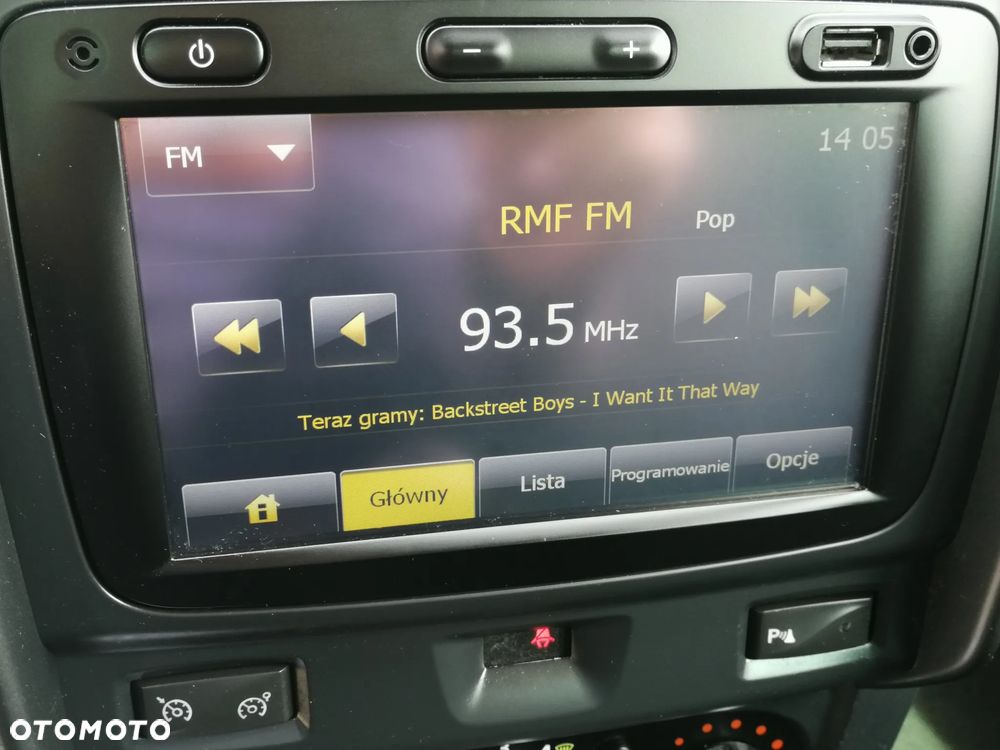 FM
14 05
RMF FM Pop
93.5 MHz
Teraz gramy: Backstreet Boys - I Want It That Way
Główny Lista Programowanie Opcje
P
OTOMOTO